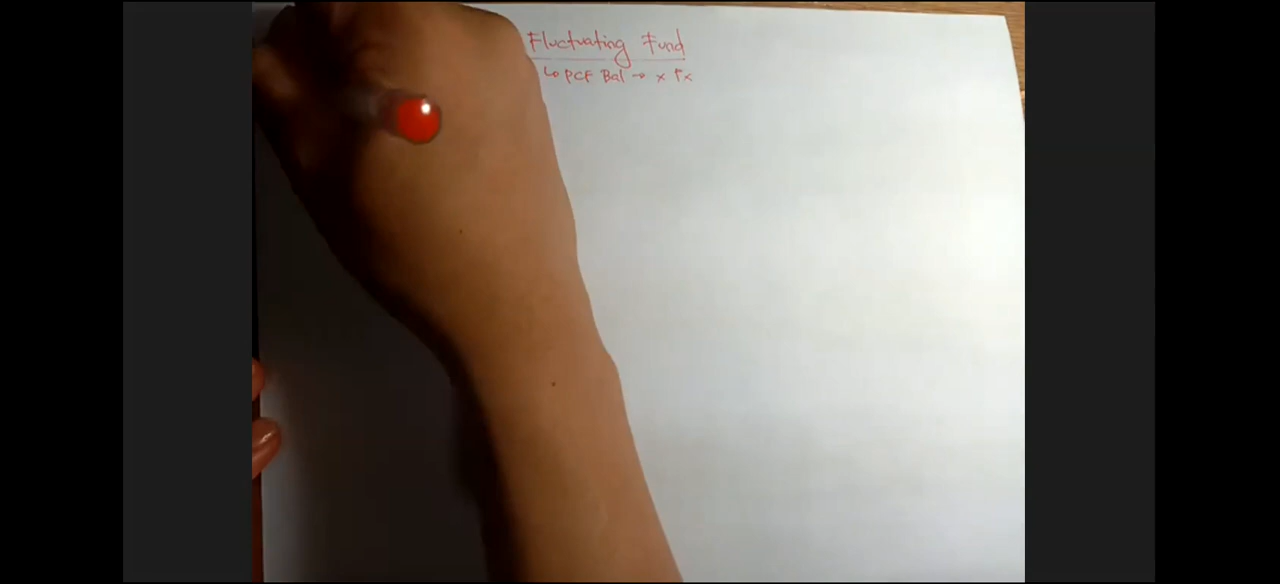 Fluctuating Fund
↳ PCF Bal → x